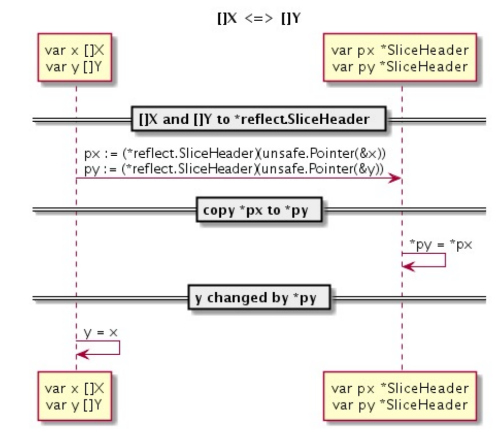 []X <=> []Y
var x []X
var y []Y
var px *SliceHeader
var py *SliceHeader
[]X and []Y to *reflect.SliceHeader
px := (*reflect.SliceHeader)(unsafe.Pointer(&x))
py := (*reflect.SliceHeader)(unsafe.Pointer(&y))
copy *px to *py
*py = *px
y changed by *py
y = x
var x []X
var y []Y
var px *SliceHeader
var py *SliceHeader